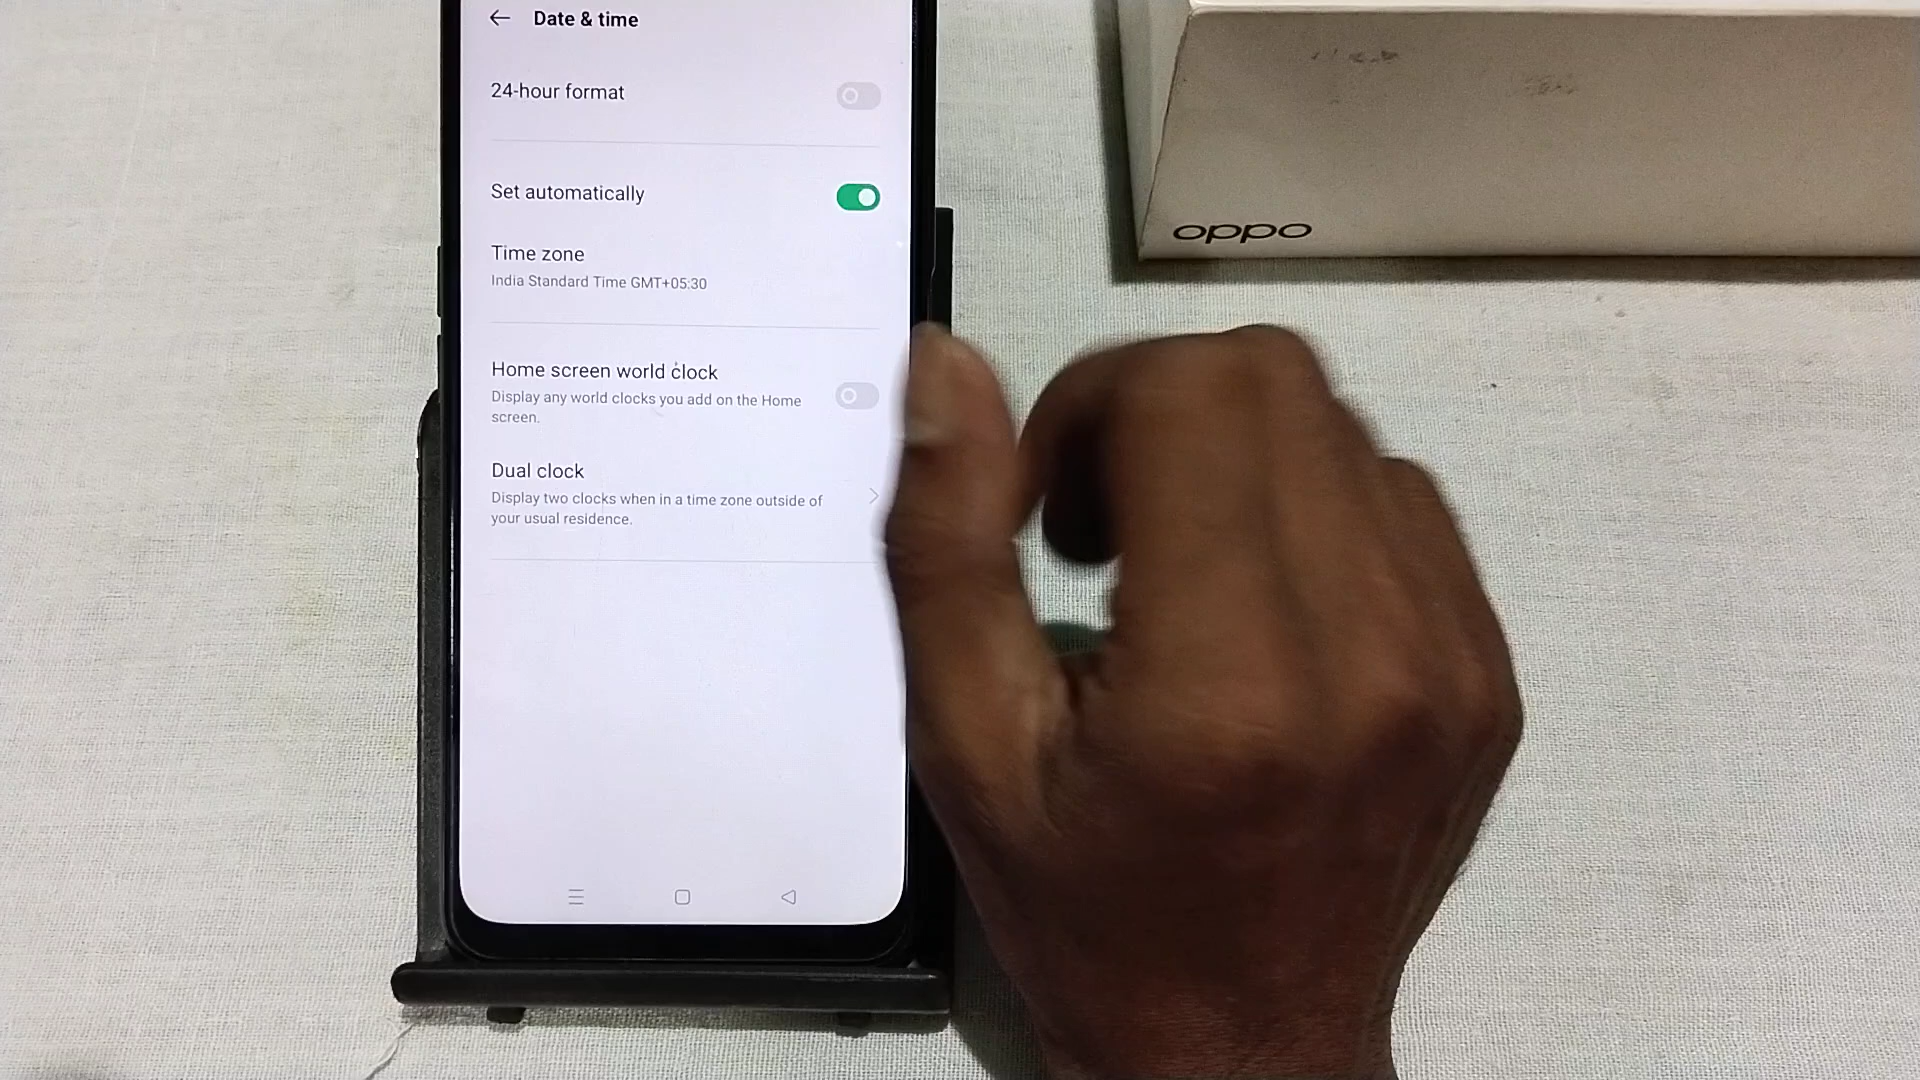 Date & time
24-hour format
Set automatically
Time zone
India Standard Time GMT+05:30
Home screen world clock
Display any world clocks you add on the Home
screen.
Dual clock
Display two clocks when in a time zone outside of
your usual residence.
oppo